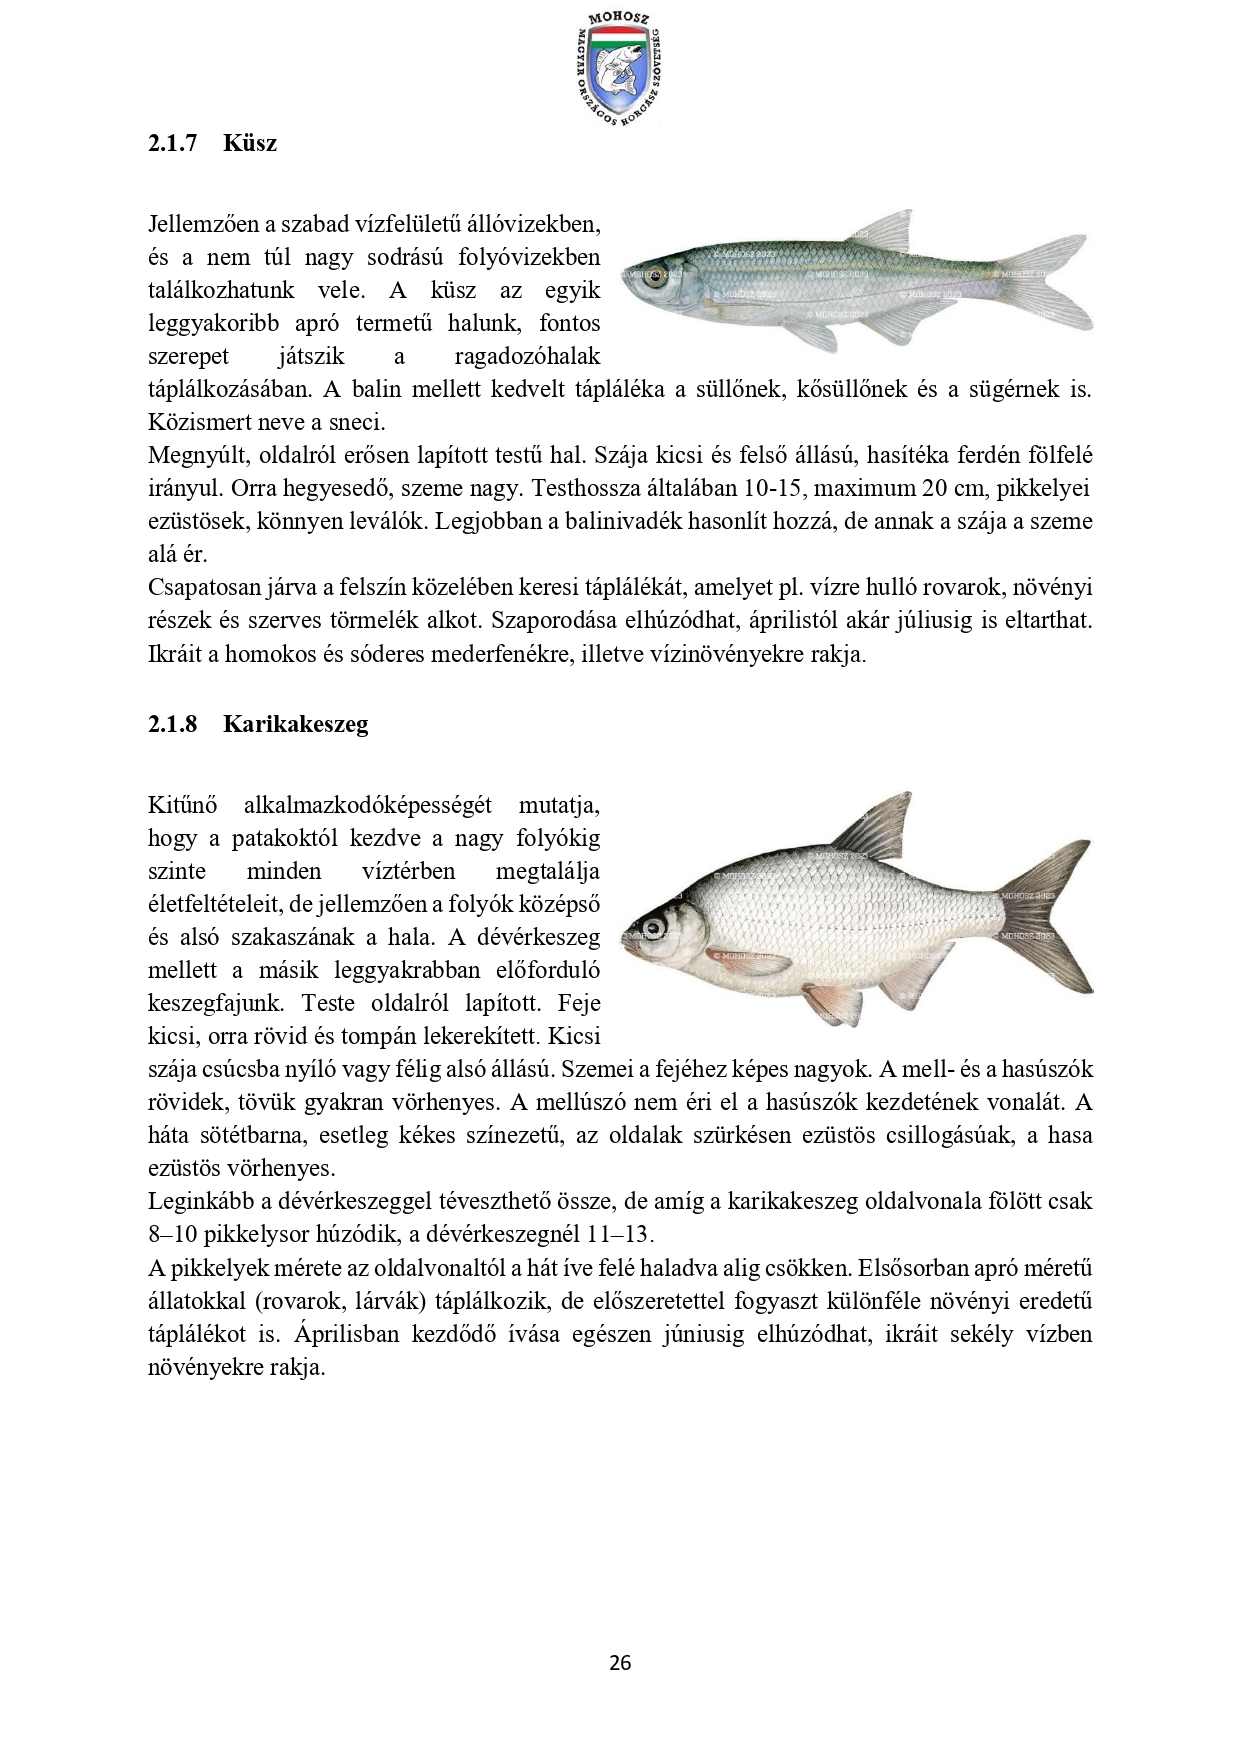 MOHOSZ
MAGYAR ORSZÁGOS HORGÁSZ SZÖVETSÉG
2.1.7 Küsz
Jellemzően a szabad vízfelületű állóvizekben,
és a nem túl nagy sodrású folyóvizekben
találkozhatunk vele. A küsz az egyik
leggyakoribb apró termetű halunk, fontos
szerepet játszik a ragadozóhalak
táplálkozásában. A balin mellett kedvelt tápláléka a süllőnek, kősüllőnek és a sügérnek is.
Közismert neve a sneci.
Megnyúlt, oldalról erősen lapított testű hal. Szája kicsi és felső állású, hasítéka ferdén fölfelé
irányul. Orra hegyesedő, szeme nagy. Testhossza általában 10-15, maximum 20 cm, pikkelyei
ezüstösek, könnyen leválók. Legjobban a balinivadék hasonlít hozzá, de annak a szája a szeme
alá ér.
Csapatosan járva a felszín közelében keresi táplálékát, amelyet pl. vízre hulló rovarok, növényi
részek és szerves törmelék alkot. Szaporodása elhúzódhat, áprilistól akár júliusig is eltarthat.
Ikráit a homokos és sóderes mederfenékre, illetve vízinövényekre rakja.
2.1.8 Karikakeszeg
Kitűnő alkalmazkodóképességét mutatja,
hogy a patakoktól kezdve a nagy folyókig
szinte minden víztérben megtalálja
életfeltételeit, de jellemzően a folyók középső
és alsó szakaszának a hala. A dévérkeszeg
mellett a másik leggyakrabban előforduló
keszegfajunk. Teste oldalról lapított. Feje
kicsi, orra rövid és tompán lekerekített. Kicsi
szája csúcsba nyíló vagy félig alsó állású. Szemei a fejéhez képes nagyok. A mell- és a hasúszók
rövidek, tövük gyakran vörhenyes. A mellúszó nem éri el a hasúszók kezdetének vonalát. A
háta sötétbarna, esetleg kékes színezetű, az oldalak szürkésen ezüstös csillogásúak, a hasa
ezüstös vörhenyes.
Leginkább a dévérkeszeggel téveszthető össze, de amíg a karikakeszeg oldalvonala fölött csak
8–10 pikkelysor húzódik, a dévérkeszegnél 11–13.
A pikkelyek mérete az oldalvonaltól a hát íve felé haladva alig csökken. Elsősorban apró méretű
állatokkal (rovarok, lárvák) táplálkozik, de előszeretettel fogyaszt különféle növényi eredetű
táplálékot is. Áprilisban kezdődő ívása egészen júniusig elhúzódhat, ikráit sekély vízben
növényekre rakja.
26